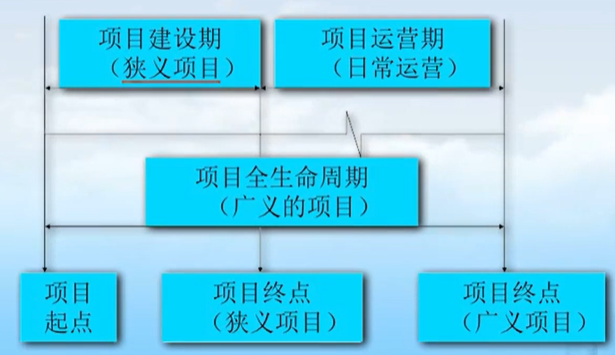 项目建设期
（狭义项目）
项目运营期
（日常运营）
项目全生命周期
（广义的项目）
项目
起点
项目终点
（狭义项目）
项目终点
（广义项目）